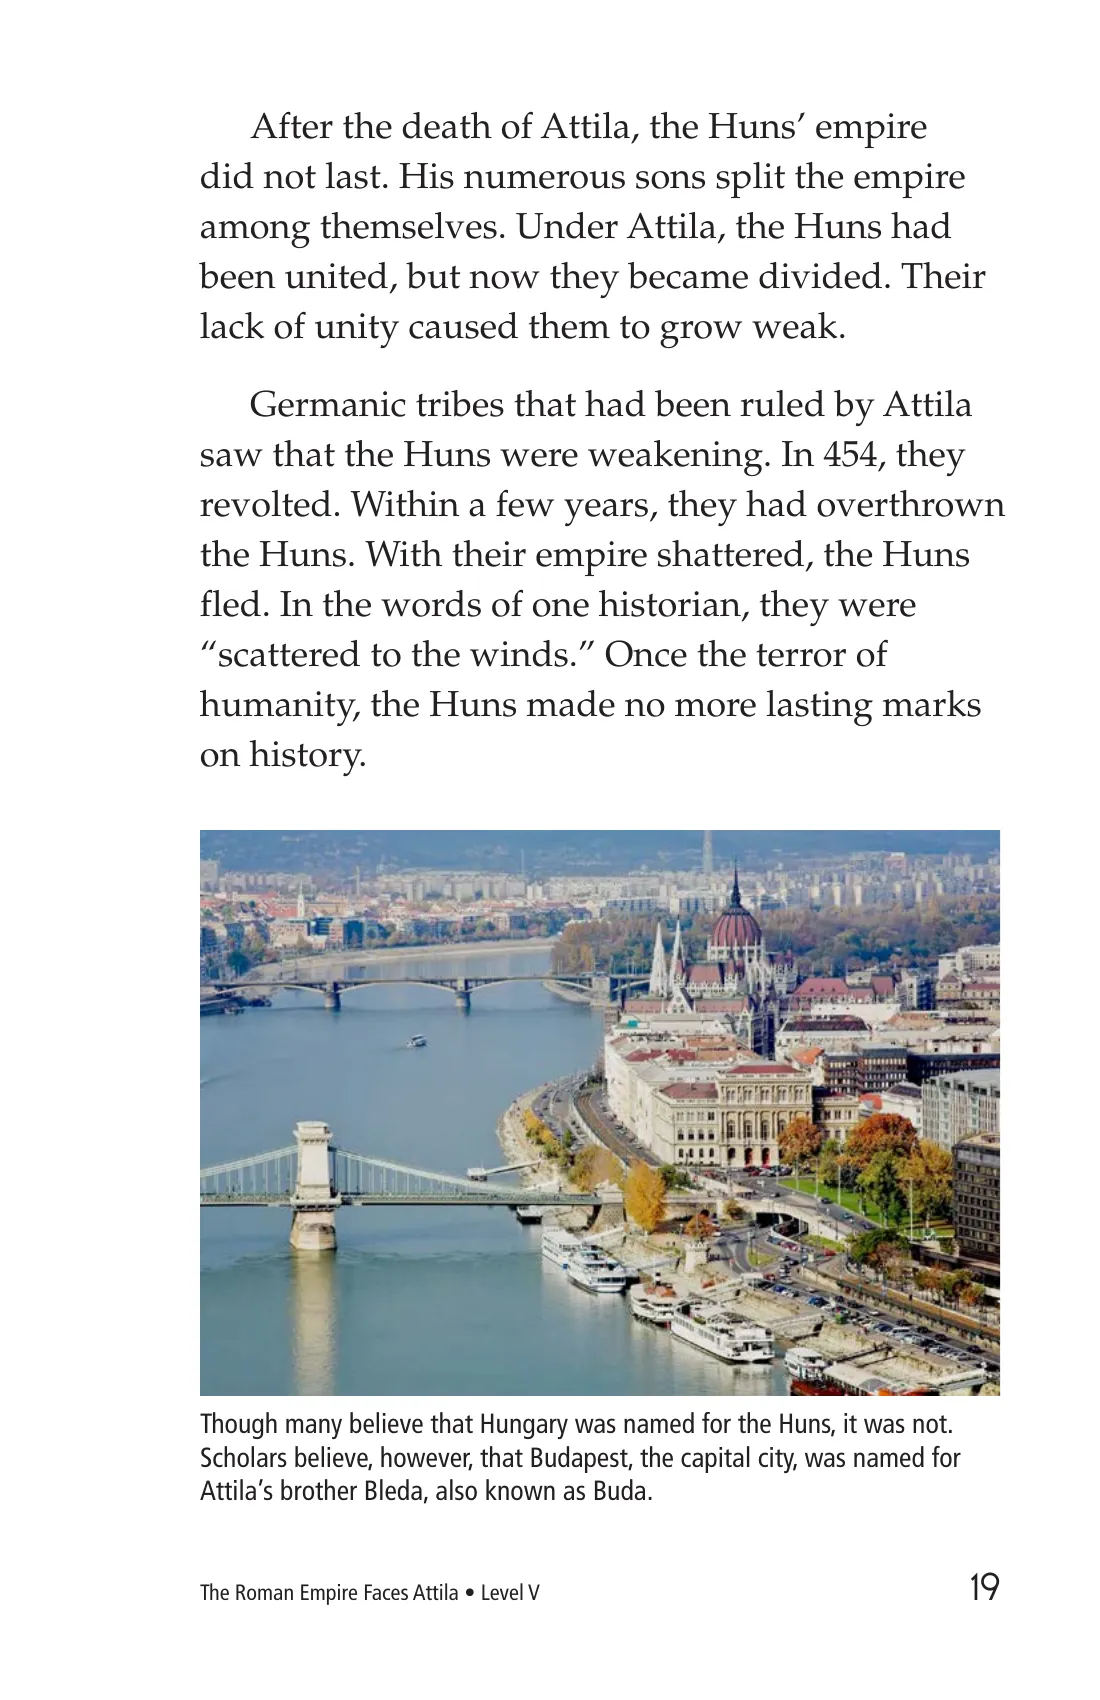 After the death of Attila, the Huns’ empire
did not last. His numerous sons split the empire
among themselves. Under Attila, the Huns had
been united, but now they became divided. Their
lack of unity caused them to grow weak.
Germanic tribes that had been ruled by Attila
saw that the Huns were weakening. In 454, they
revolted. Within a few years, they had overthrown
the Huns. With their empire shattered, the Huns
fled. In the words of one historian, they were
“scattered to the winds.” Once the terror of
humanity, the Huns made no more lasting marks
on history.
Though many believe that Hungary was named for the Huns, it was not.
Scholars believe, however, that Budapest, the capital city, was named for
Attila’s brother Bleda, also known as Buda.
The Roman Empire Faces Attila • Level V
19